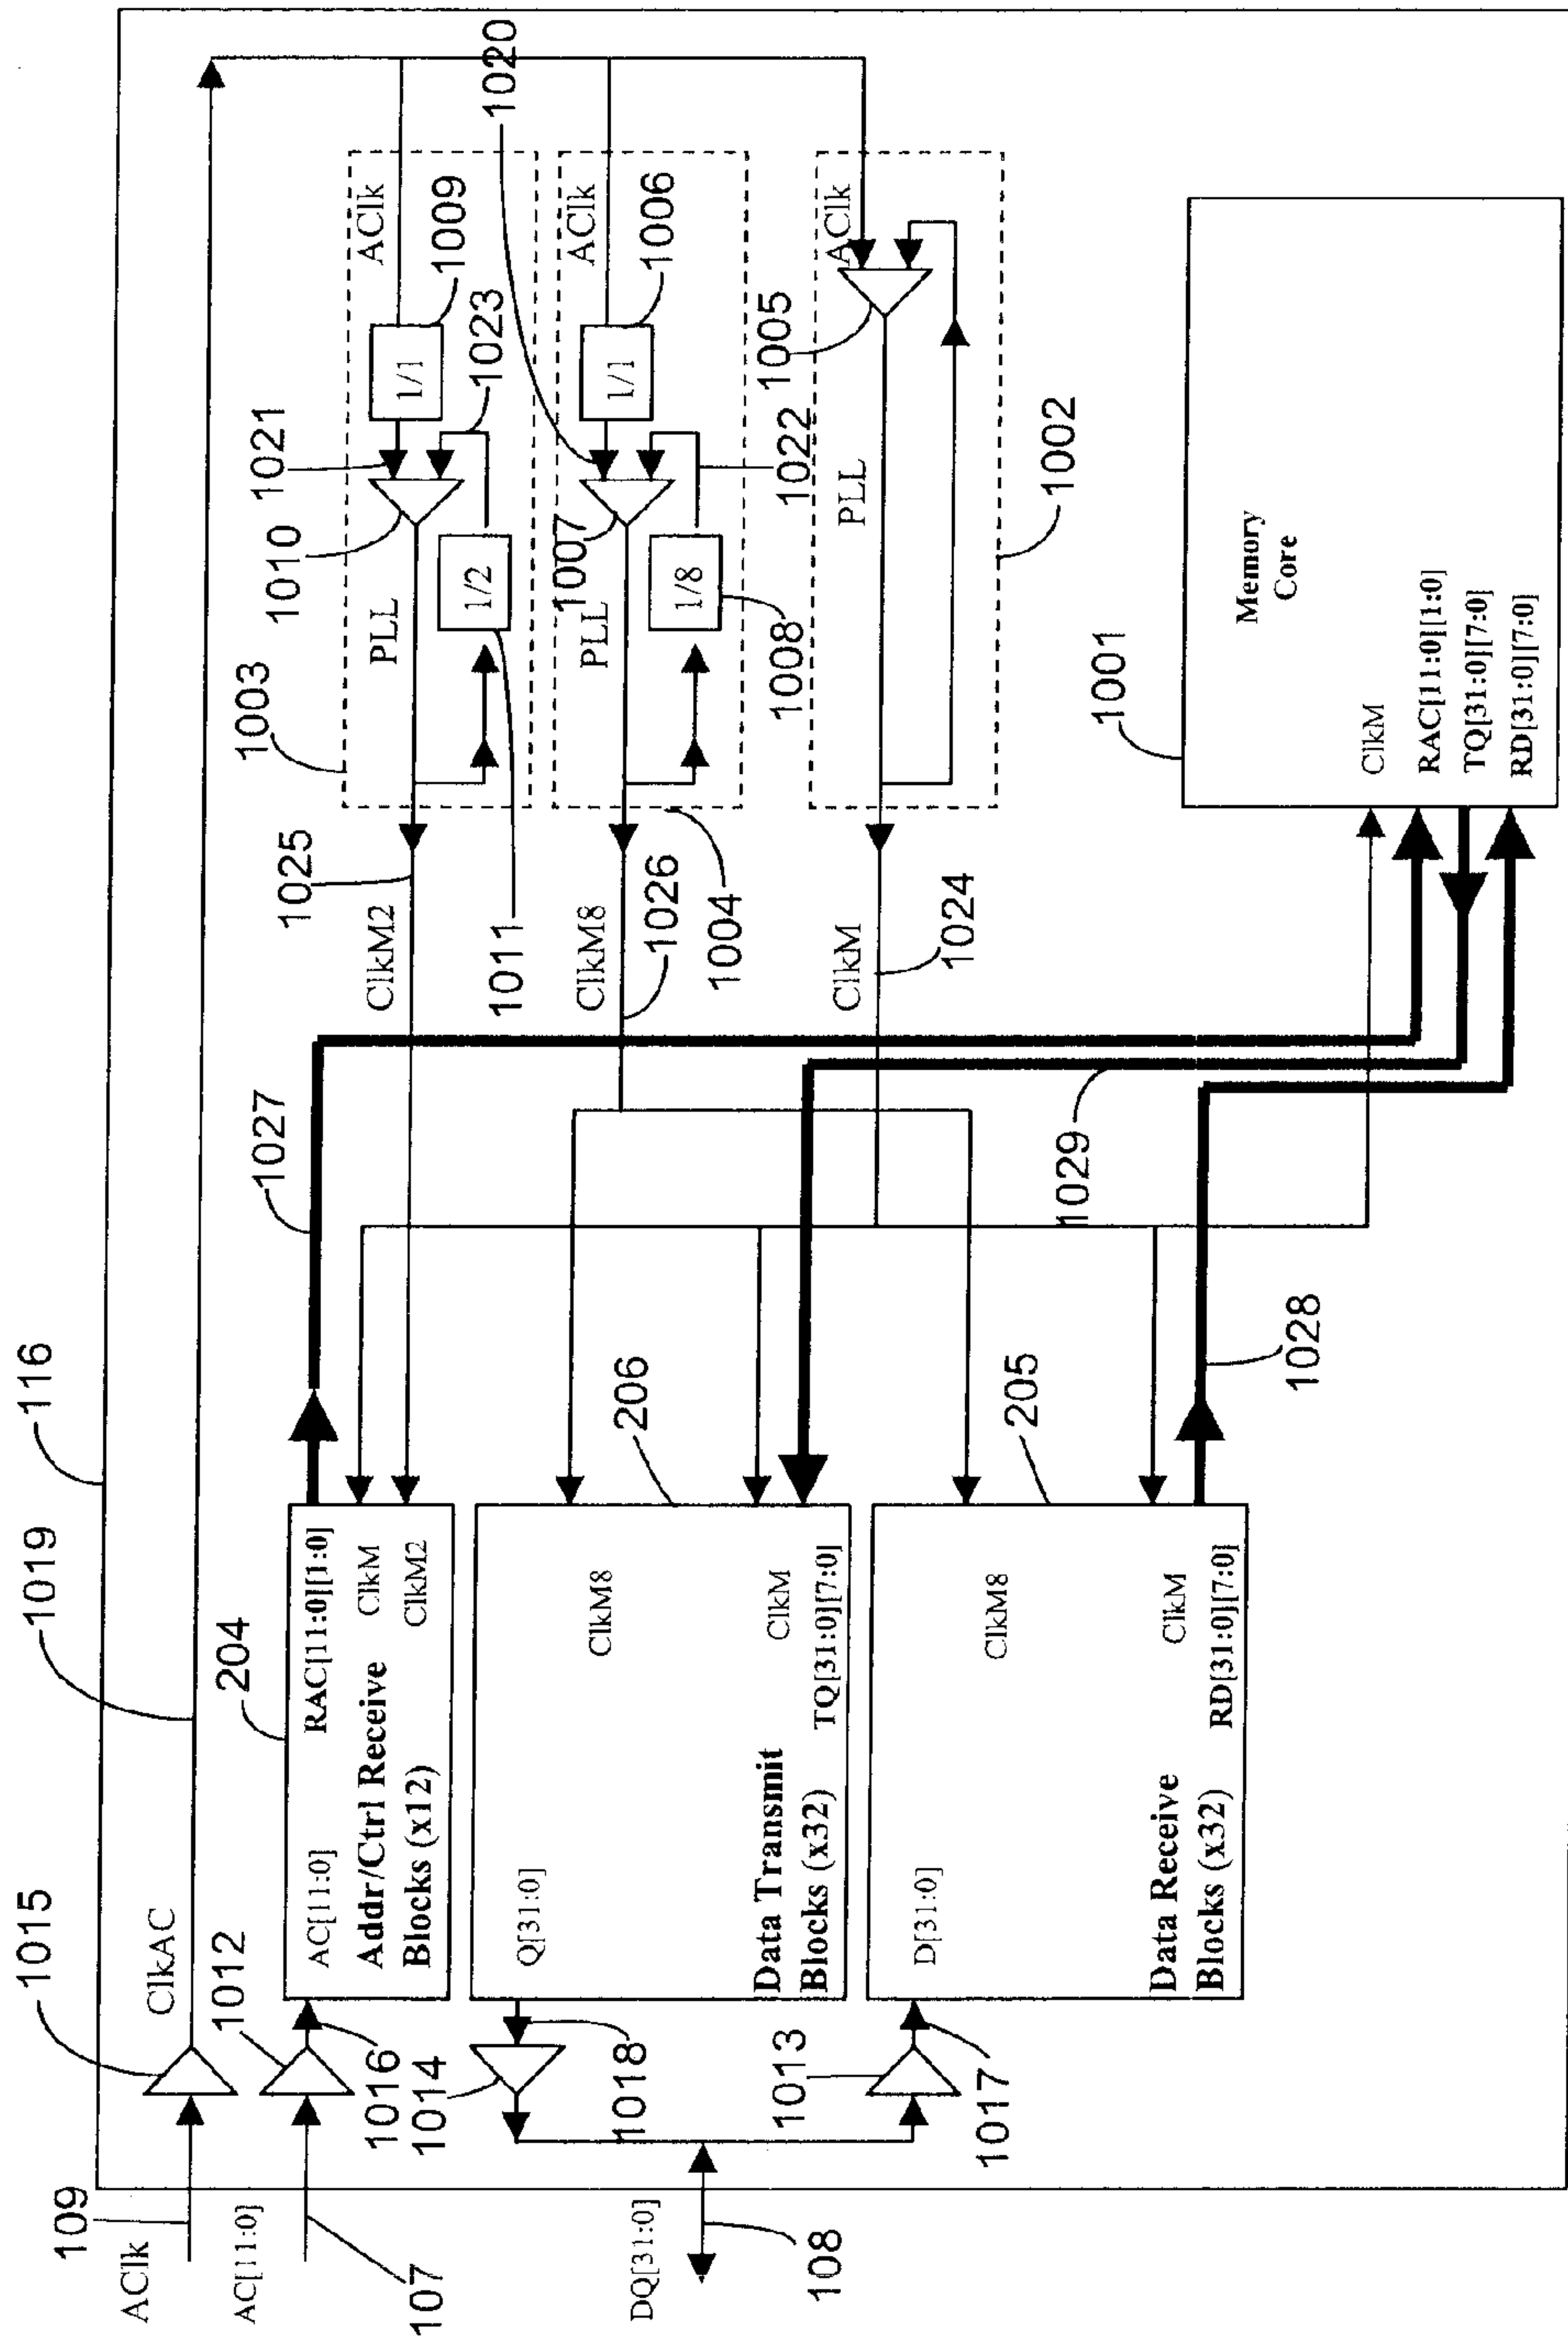 116
1019
1015
ClkAC
1012
109
AClk
AC[11:0]
107
1016
204
AC[11:0]
RAC[11:0][1:0]
Addr/Ctrl Receive
Blocks (x12)
ClkM
ClkM2
1027
ClkM2
1025
1003
PLL
1010
1021
1/1
AClk
1009
1023
1/2
1011
1020
1014
1018
Q[31:0]
ClkM8
206
Data Transmit
Blocks (x32)
ClkM
TQ[31:0][7:0]
ClkM8
1026
1004
PLL
1007
1/1
AClk
1006
1/8
1008
1022
DQ[31:0]
108
1013
1017
D[31:0]
ClkM8
205
Data Receive
Blocks (x32)
ClkM
RD[31:0][7:0]
1028
1029
ClkM
1024
PLL
1005
AClk
1002
1001
Memory
Core
ClkM
RAC[11:0][1:0]
TQ[31:0][7:0]
RD[31:0][7:0]